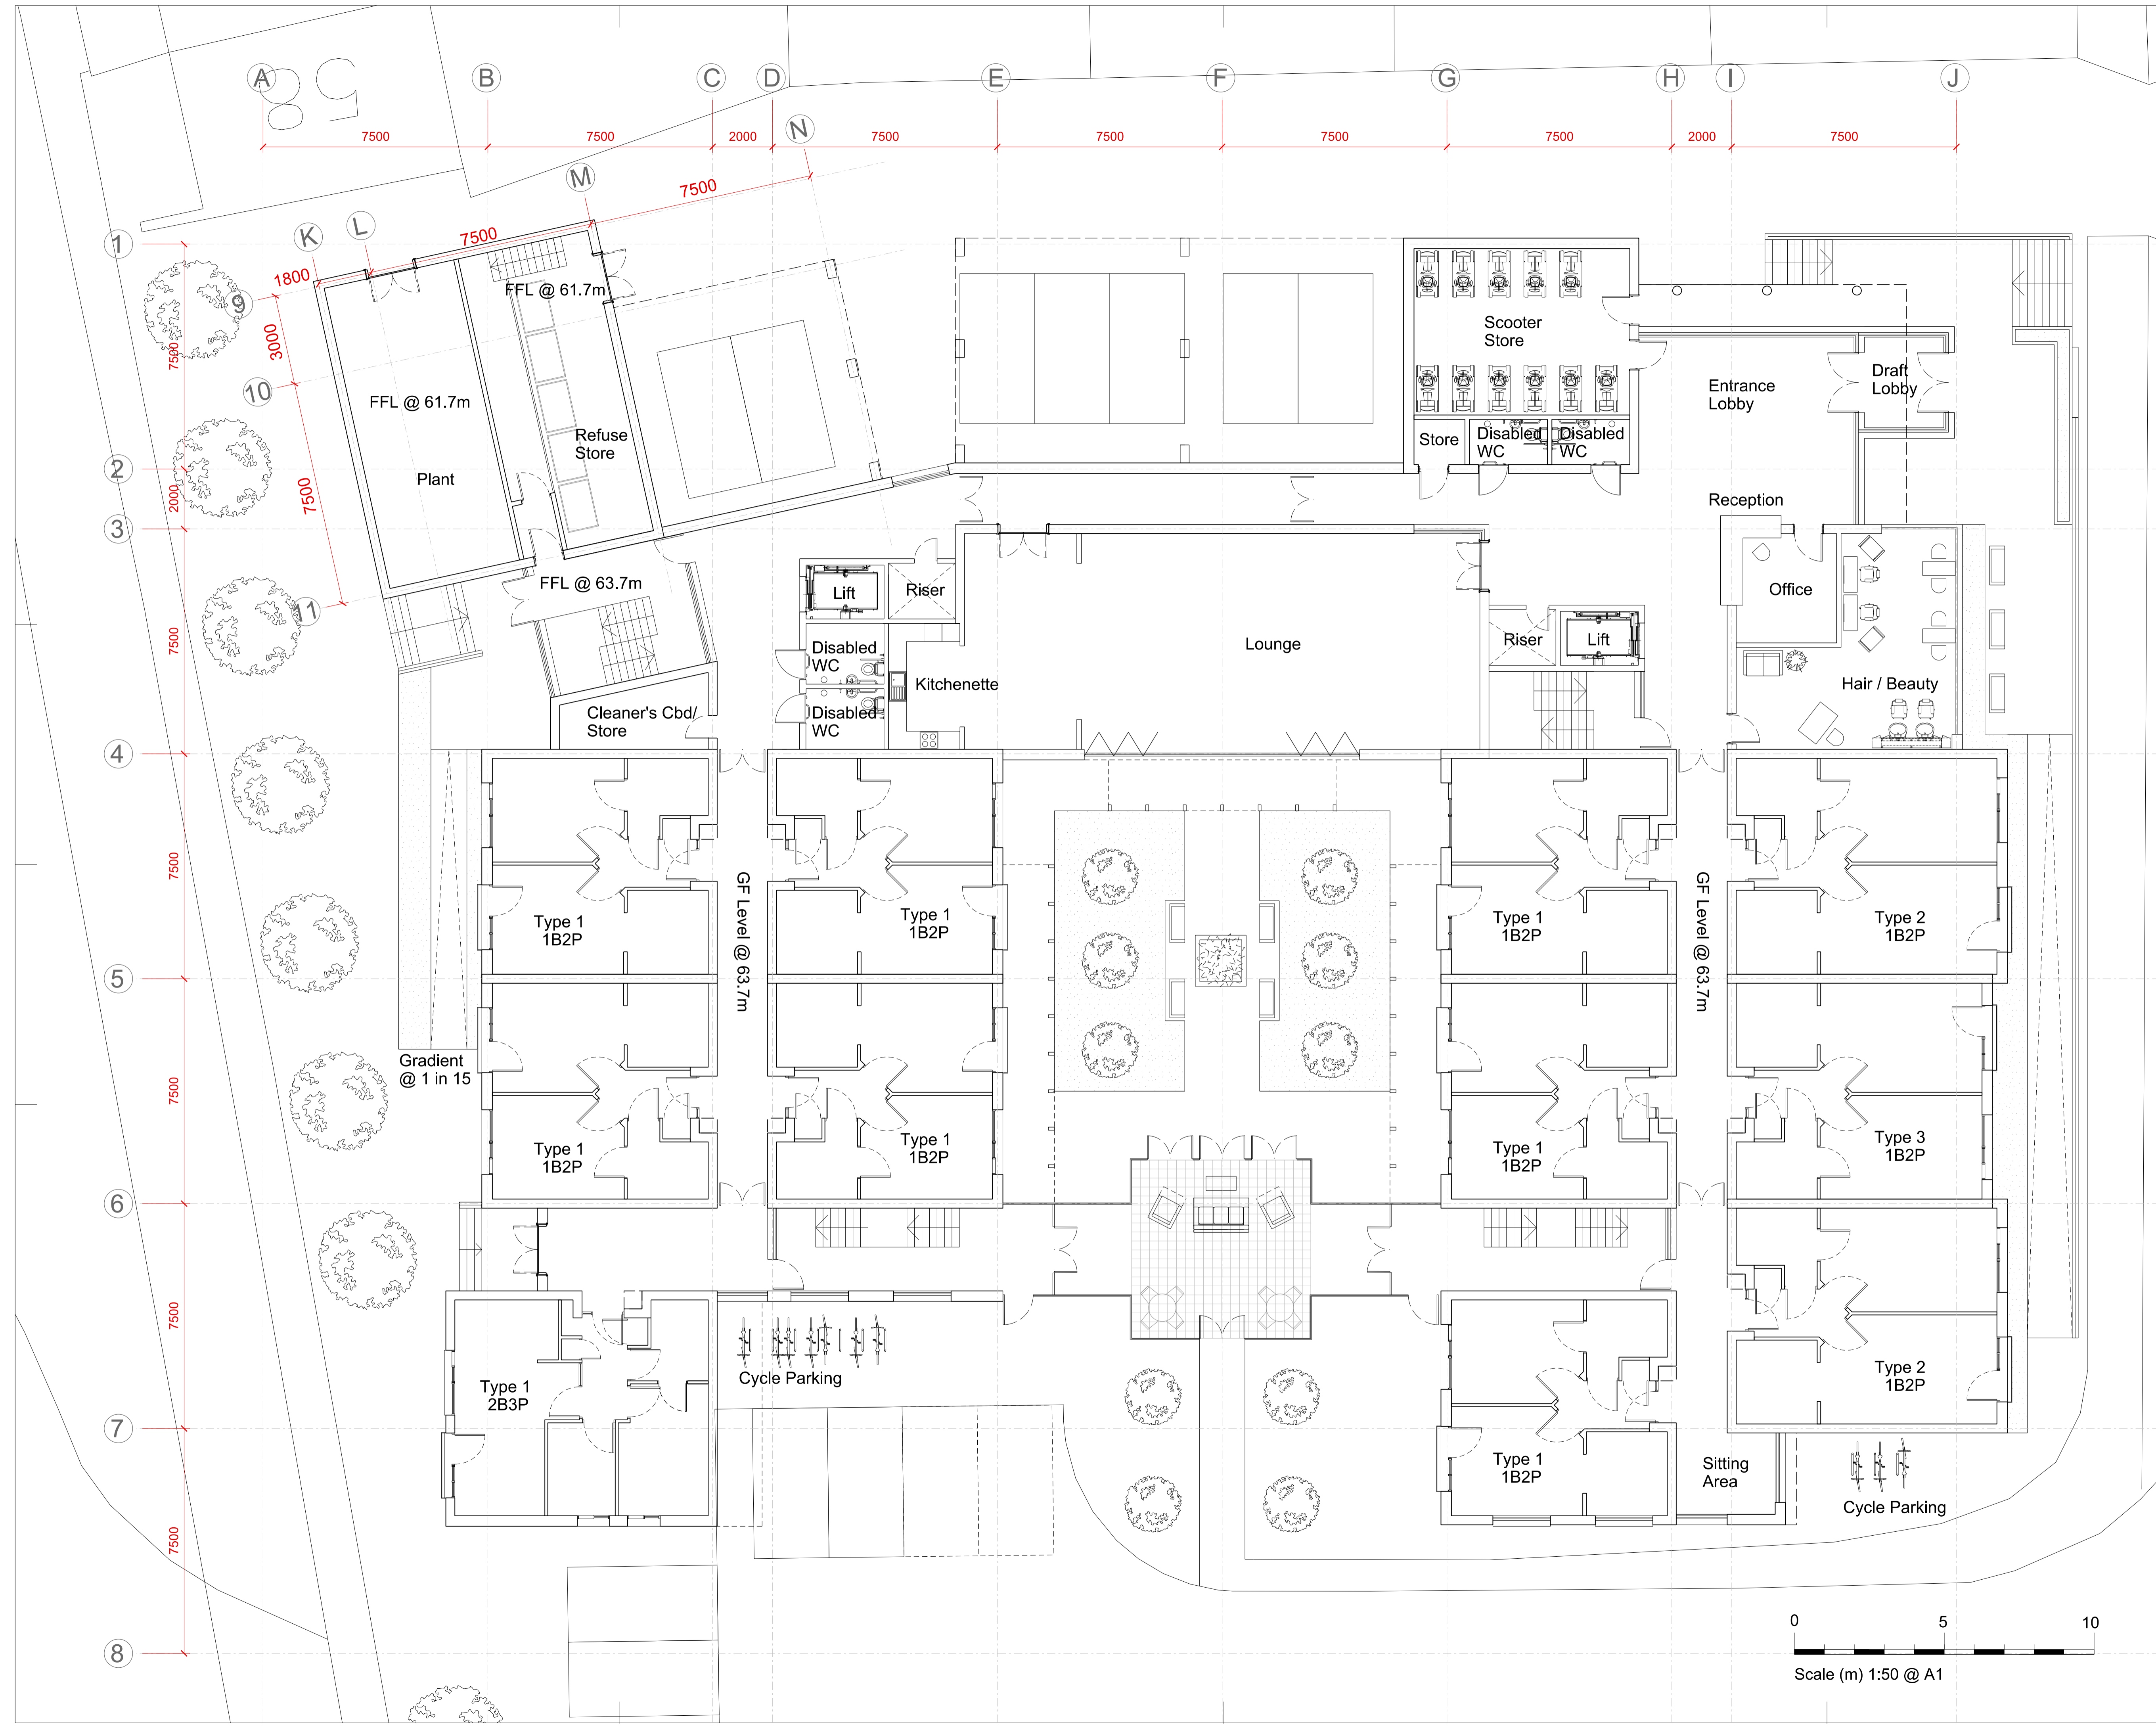 58
A
B
C
D
E
F
G
H
I
J
7500
7500
2000
7500
7500
7500
7500
2000
7500
N
M
7500
L
K
7500
1800
1
9
3000
7500
10
7500
2
2000
3
11
7500
4
7500
5
7500
6
7500
7
7500
8
FFL @ 61.7m
FFL @ 61.7m
Refuse
Store
Plant
FFL @ 63.7m
Cleaner's Cbd/
Store
Scooter
Store
Store
Disabled
WC
Disabled
WC
Entrance
Lobby
Draft
Lobby
Reception
Office
Hair / Beauty
Lift
Riser
Disabled
WC
Disabled
WC
Kitchenette
Lounge
Riser
Lift
Type 1
1B2P
GF Level @ 63.7m
Type 1
1B2P
Type 1
1B2P
GF Level @ 63.7m
Type 2
1B2P
Gradient
@ 1 in 15
Type 1
1B2P
Type 1
1B2P
Type 1
1B2P
Type 3
1B2P
Type 1
2B3P
Cycle Parking
Type 1
1B2P
Type 2
1B2P
Sitting
Area
Cycle Parking
0
5
10
Scale (m) 1:50 @ A1